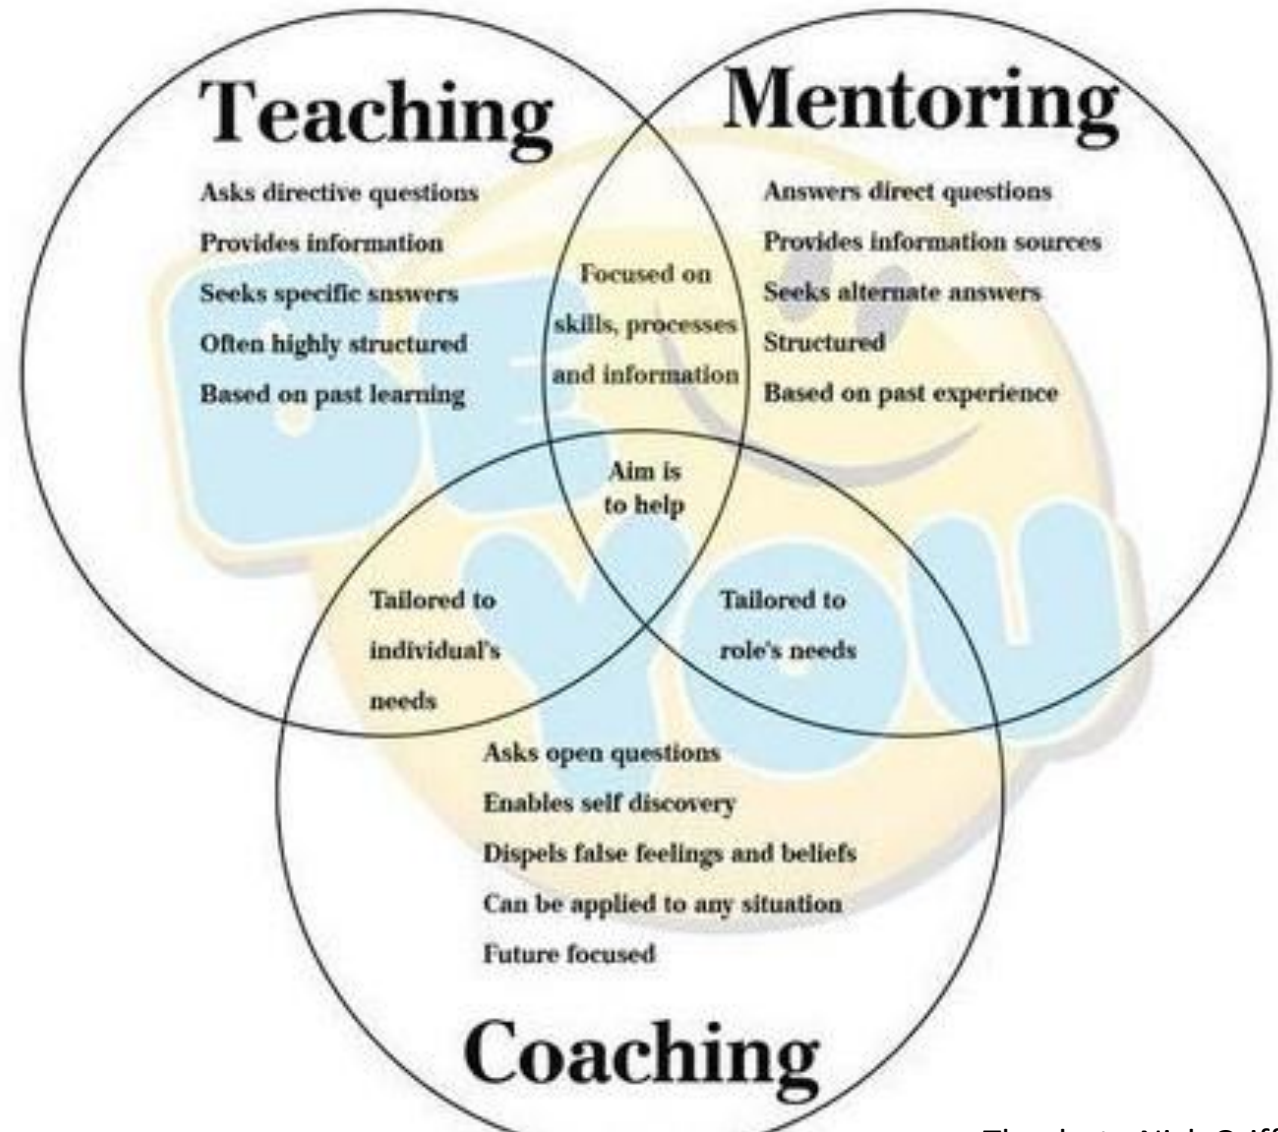 Teaching
Asks directive questions
Provides information
Seeks specific snswers
Often highly structured
Based on past learning
Mentoring
Answers direct questions
Provides information sources
Seeks alternate answers
Structured
Based on past experience
Focused on
skills, processes
and information
Aim is
to help
Tailored to
individual's
needs
Tailored to
role's needs
Asks open questions
Enables self discovery
Dispels false feelings and beliefs
Can be applied to any situation
Future focused
Coaching
BE
YOU